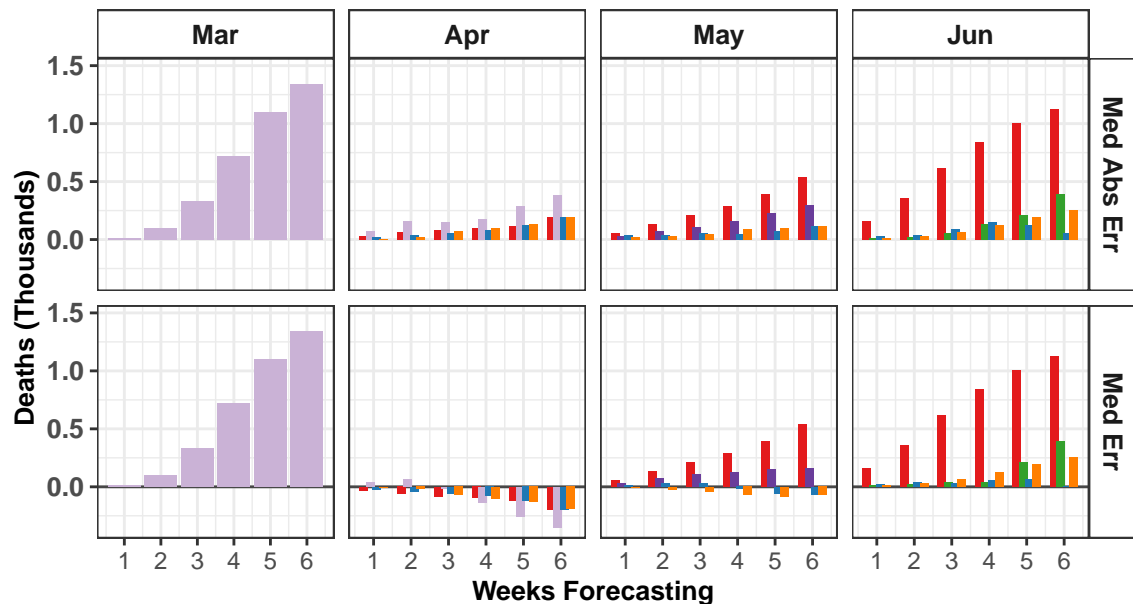 Mar Apr May Jun
Deaths (Thousands)
1.5
1.0
0.5
0.0
Med Abs Err
1.5
1.0
0.5
0.0
Med Err
1 2 3 4 5 6 1 2 3 4 5 6 1 2 3 4 5 6 1 2 3 4 5 6
Weeks Forecasting